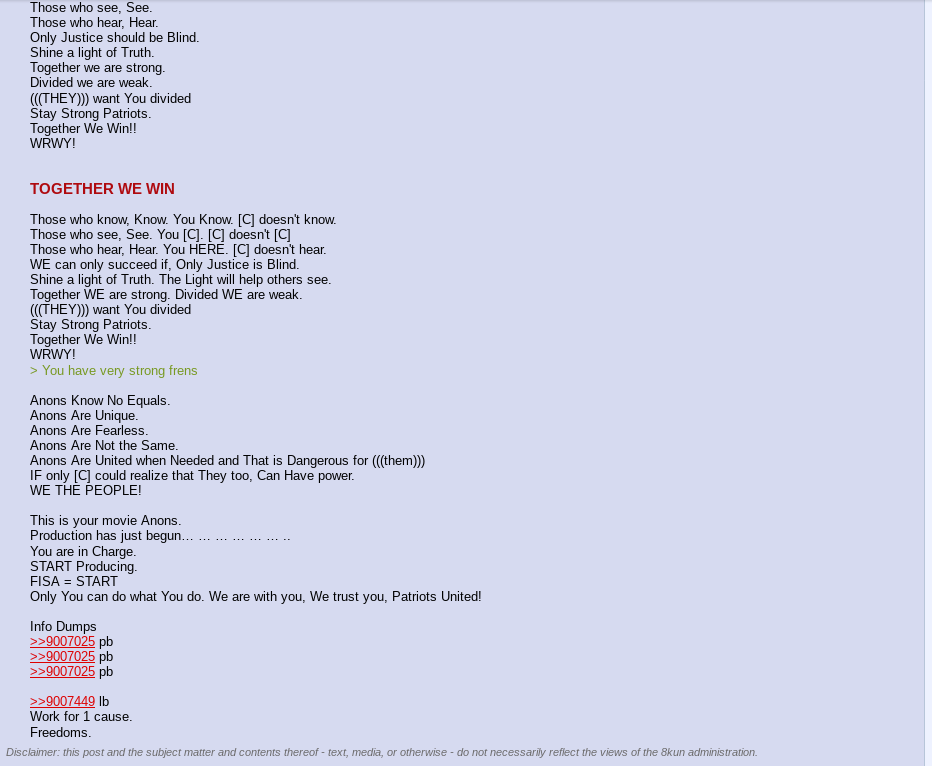 Those who see, See.
Those who hear, Hear.
Only Justice should be Blind.
Shine a light of Truth.
Together we are strong.
Divided we are weak.
(((THEY))) want You divided
Stay Strong Patriots.
Together We Win!!
WRWY!
TOGETHER WE WIN
Those who know, Know. You Know. [C] doesn't know.
Those who see, See. You [C]. [C] doesn't [C]
Those who hear, Hear. You HERE. [C] doesn't hear.
WE can only succeed if, Only Justice is Blind.
Shine a light of Truth. The Light will help others see.
Together WE are strong. Divided WE are weak.
(((THEY))) want You divided
Stay Strong Patriots.
Together We Win!!
WRWY!
> You have very strong frens
Anons Know No Equals.
Anons Are Unique.
Anons Are Fearless.
Anons Are Not the Same.
Anons Are United when Needed and That is Dangerous for (((them)))
IF only [C] could realize that They too, Can Have power.
WE THE PEOPLE!
This is your movie Anons.
Production has just begun… … … … … … ..
You are in Charge.
START Producing.
FISA = START
Only You can do what You do. We are with you, We trust you, Patriots United!
Info Dumps
>>9007025 pb
>>9007025 pb
>>9007025 pb
>>9007449 lb
Work for 1 cause.
Freedoms.
Disclaimer: this post and the subject matter and contents thereof - text, media, or otherwise - do not necessarily reflect the views of the 8kun administration.